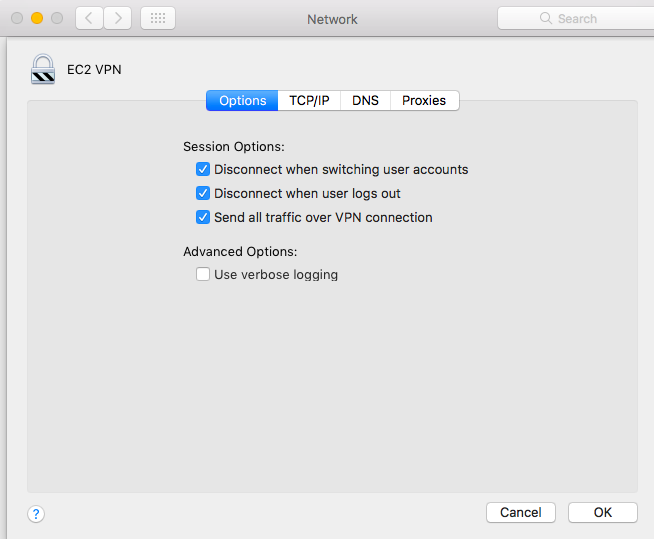 Network
Search
EC2 VPN
Options TCP/IP DNS Proxies
Session Options:
Disconnect when switching user accounts
Disconnect when user logs out
Send all traffic over VPN connection
Advanced Options:
Use verbose logging
? Cancel OK